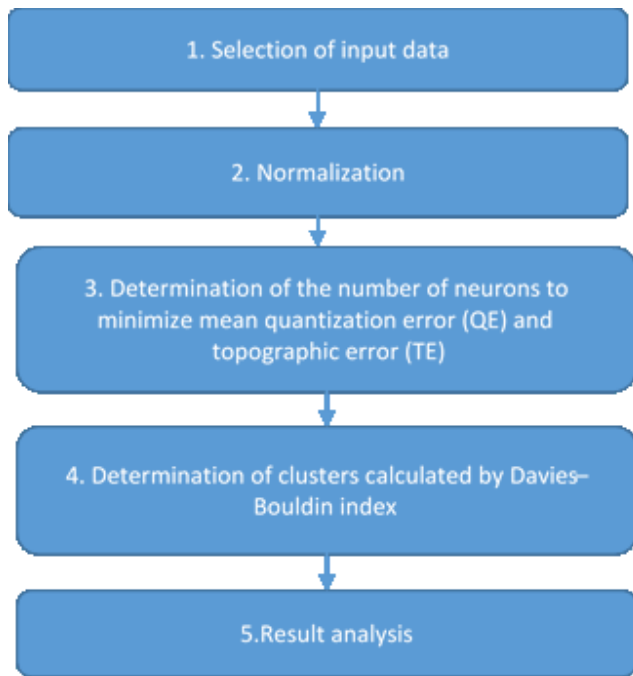 1. Selection of input data
2. Normalization
3. Determination of the number of neurons to
minimize mean quantization error (QE) and
topographic error (TE)
4. Determination of clusters calculated by Davies–
Bouldin index
5.Result analysis